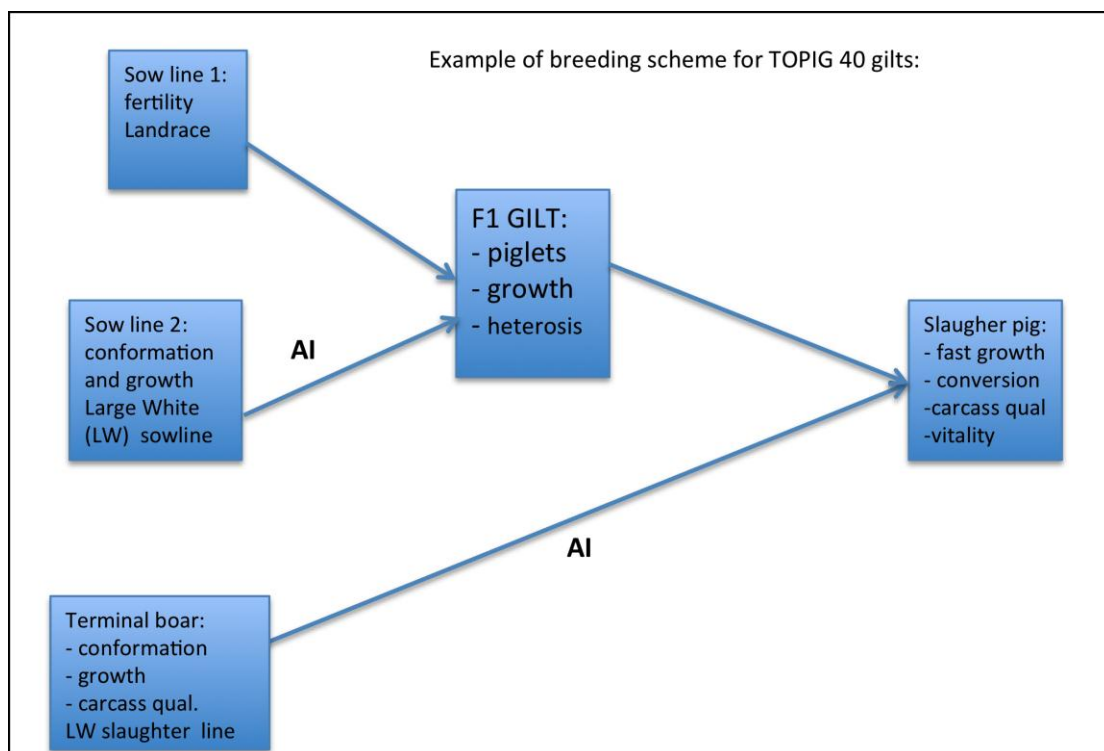 Example of breeding scheme for TOPIG 40 gilts:
Sow line 1:
fertility
Landrace
F1 GILT:
- piglets
- growth
- heterosis
Sow line 2:
conformation
and growth
Large White
(LW) sowline
AI
Slaugher pig:
- fast growth
- conversion
-carcass qual
-vitality
AI
Terminal boar:
- conformation
- growth
- carcass qual.
LW slaughter line